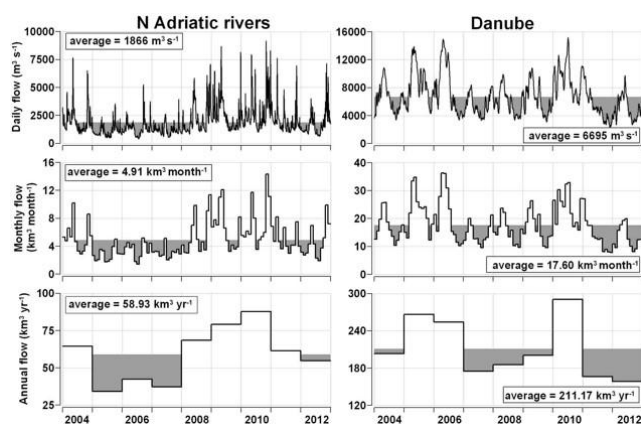 N Adriatic rivers
Danube
Daily flow (m³ s⁻¹)
10000
7500
5000
2500
0
average = 1866 m³ s⁻¹
16000
12000
8000
4000
0
average = 6695 m³ s⁻¹
Monthly flow
(km³ month⁻¹)
16
12
8
4
0
average = 4.91 km³ month⁻¹
40
30
20
10
0
average = 17.60 km³ month⁻¹
Annual flow (km³ yr⁻¹)
100
75
50
25
average = 58.93 km³ yr⁻¹
300
240
180
120
average = 211.17 km³ yr⁻¹
2004 2006 2008 2010 2012
2004 2006 2008 2010 2012